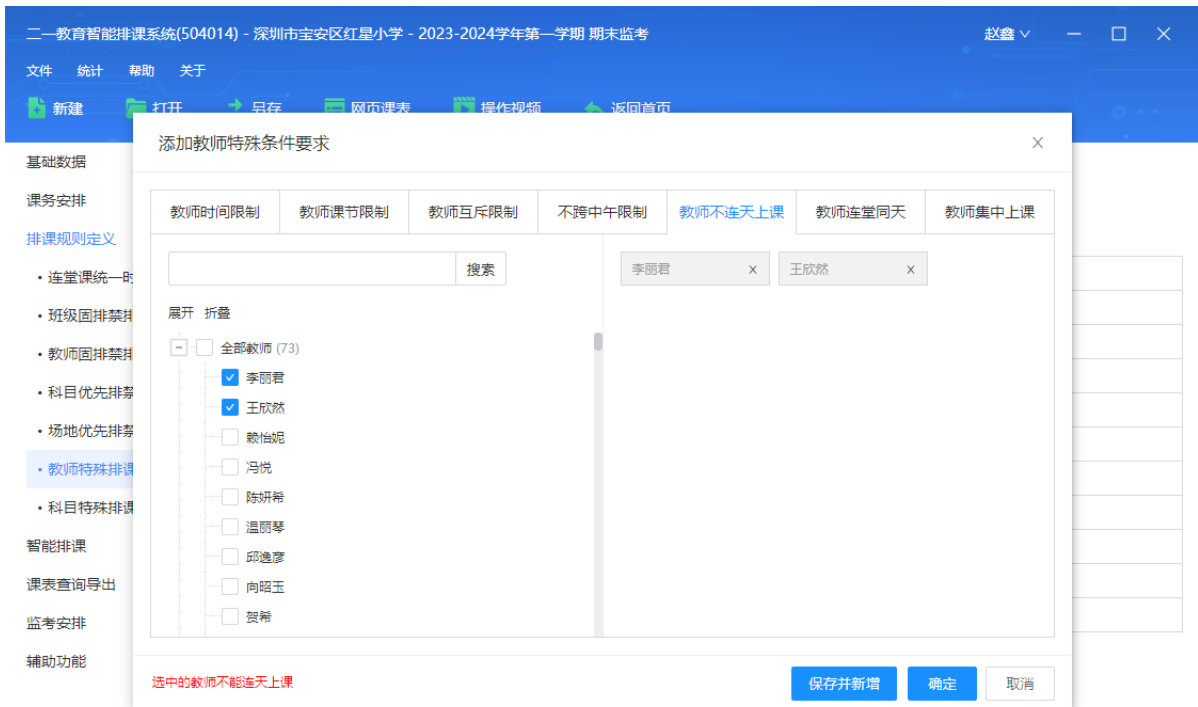 二一教育智能排课系统(504014) - 深圳市宝安区红星小学 - 2023-2024学年第一学期 期末监考
赵鑫
文件 统计 帮助 关于
新建 打开 另存 网页课表 操作视频 返回首页
添加教师特殊条件要求
基础数据
课务安排
排课规则定义
• 连堂课统一时
• 班级固排禁排
• 教师固排禁排
• 科目优先排禁
• 场地优先排禁
• 教师特殊排课
• 科目特殊排课
智能排课
课表查询导出
监考安排
辅助功能
教师时间限制 教师课节限制 教师互斥限制 不跨中午限制 教师不连天上课 教师连堂同天 教师集中上课
搜索
李丽君 x 王欣然 x
展开 折叠
全部教师 (73)
李丽君
王欣然
赖怡妮
冯悦
陈妍希
温丽琴
邱逸彦
向昭玉
贺希
选中的教师不能连天上课
保存并新增 确定 取消